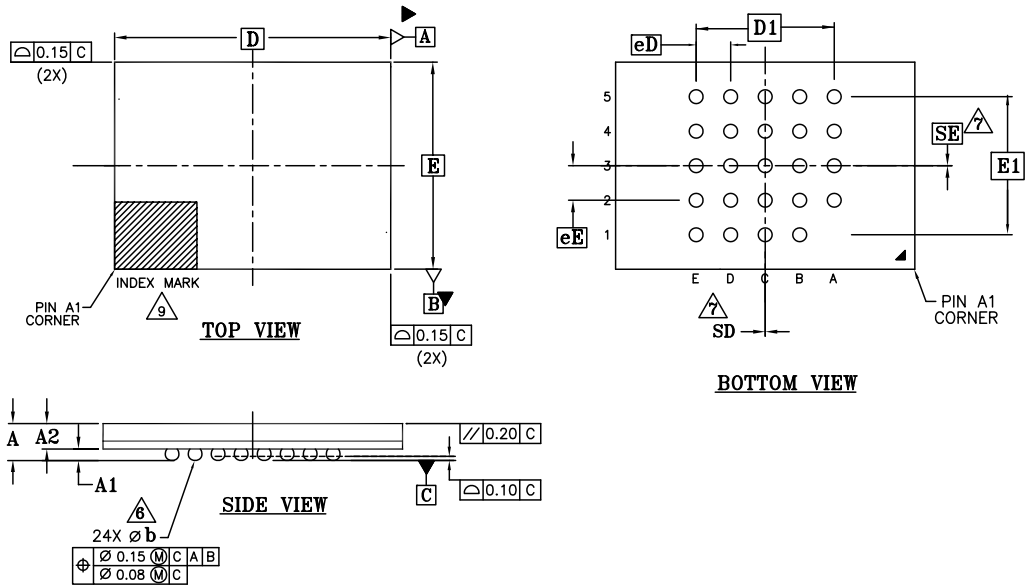 D
A
⌓ 0.15 C
(2X)
E
INDEX MARK
9
PIN A1
CORNER
TOP VIEW
B
⌓ 0.15 C
(2X)
D1
eD
5
4
3
2
1
SE
7
E1
eE
E D C B A
7
SD
PIN A1
CORNER
BOTTOM VIEW
A
A2
A1
// 0.20 C
C
⌓ 0.10 C
SIDE VIEW
6
24X Ø b
⌖ Ø 0.15 Ⓜ C A B
Ø 0.08 Ⓜ C